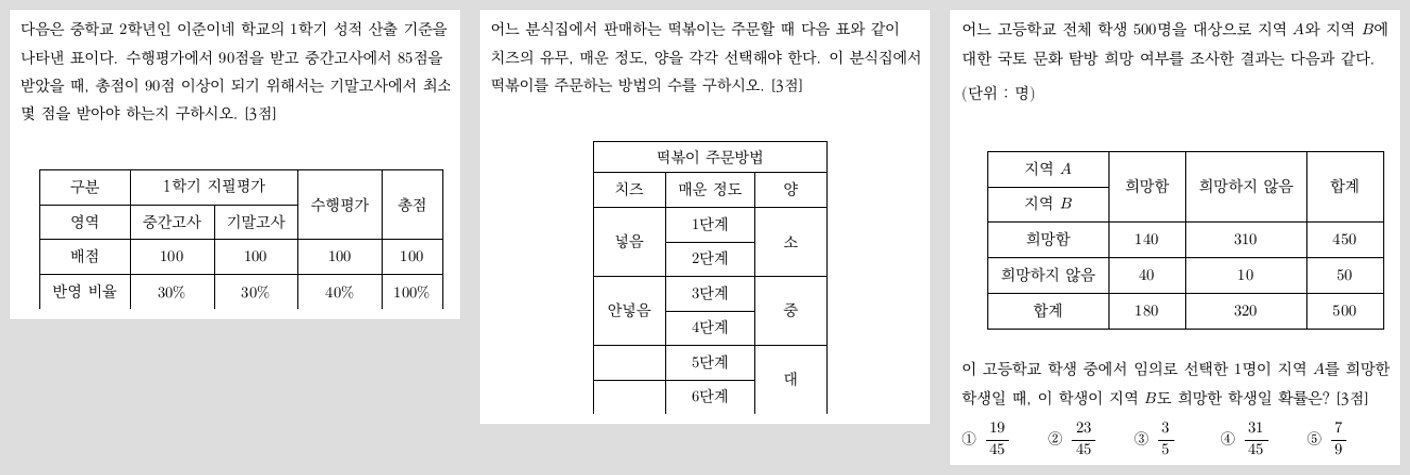 다음은 중학교 2학년인 이준이네 학교의 1학기 성적 산출 기준을
나타낸 표이다. 수행평가에서 90점을 받고 중간고사에서 85점을
받았을 때, 총점이 90점 이상이 되기 위해서는 기말고사에서 최소
몇 점을 받아야 하는지 구하시오. [3점]
구분 1학기 지필평가 수행평가 총점
영역 중간고사 기말고사
배점 100 100 100 100
반영 비율 30% 30% 40% 100%
어느 분식집에서 판매하는 떡볶이는 주문할 때 다음 표와 같이
치즈의 유무, 매운 정도, 양을 각각 선택해야 한다. 이 분식집에서
떡볶이를 주문하는 방법의 수를 구하시오. [3점]
떡볶이 주문방법
치즈 매운 정도 양
넣음 1단계 소
2단계
안넣음 3단계 중
4단계
5단계 대
6단계
어느 고등학교 전체 학생 500명을 대상으로 지역 A와 지역 B에
대한 국토 문화 탐방 희망 여부를 조사한 결과는 다음과 같다.
(단위 : 명)
지역 A 희망함 희망하지 않음 합계
지역 B
희망함 140 310 450
희망하지 않음 40 10 50
합계 180 320 500
이 고등학교 학생 중에서 임의로 선택한 1명이 지역 A를 희망한
학생일 때, 이 학생이 지역 B도 희망한 학생일 확률은? [3점]
① 19/45 ② 23/45 ③ 3/5 ④ 31/45 ⑤ 7/9